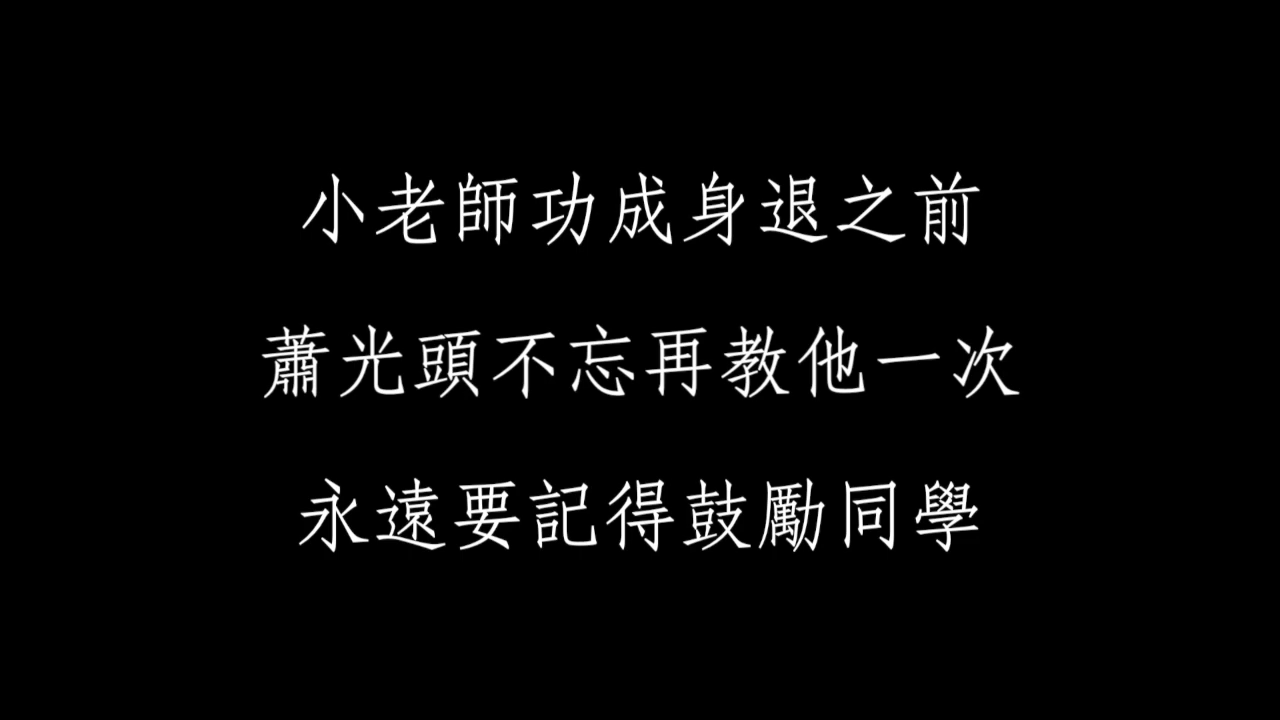 小老師功成身退之前
蕭光頭不忘再教他一次
永遠要記得鼓勵同學